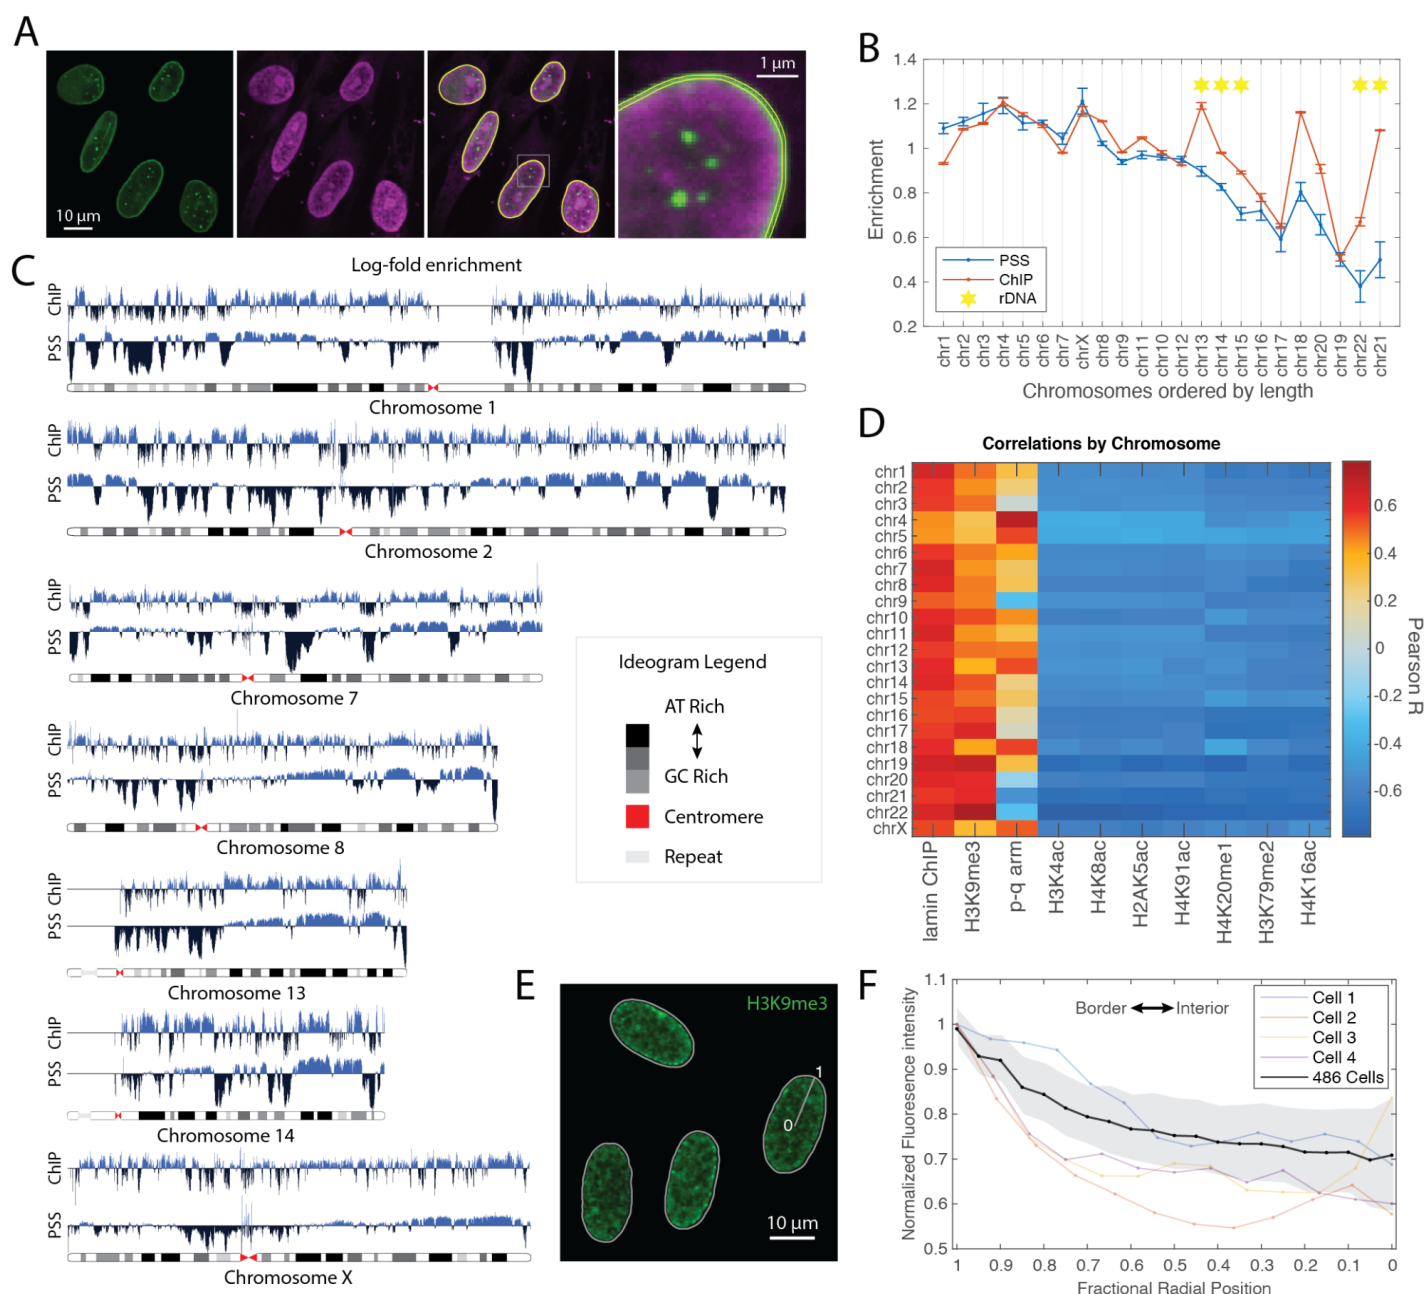 A
10 µm
1 µm
B
1.4
1.2
1
0.8
0.6
0.4
0.2
Enrichment
PSS
ChIP
rDNA
chr1
chr2
chr3
chr4
chr5
chr6
chr7
chrX
chr8
chr9
chr11
chr10
chr12
chr13
chr14
chr15
chr16
chr17
chr18
chr20
chr19
chr22
chr21
Chromosomes ordered by length
C
Log-fold enrichment
ChIP
PSS
Chromosome 1
ChIP
PSS
Chromosome 2
ChIP
PSS
Chromosome 7
ChIP
PSS
Chromosome 8
ChIP
PSS
Chromosome 13
ChIP
PSS
Chromosome 14
ChIP
PSS
Chromosome X
Ideogram Legend
AT Rich
GC Rich
Centromere
Repeat
D
Correlations by Chromosome
chr1
chr2
chr3
chr4
chr5
chr6
chr7
chr8
chr9
chr10
chr11
chr12
chr13
chr14
chr15
chr16
chr17
chr18
chr19
chr20
chr21
chr22
chrX
lamin ChIP
H3K9me3
p-q arm
H3K4ac
H4K8ac
H2AK5ac
H4K91ac
H4K20me1
H3K79me2
H4K16ac
0.6
0.4
0.2
0
-0.2
-0.4
-0.6
Pearson R
E
H3K9me3
1
0
10 µm
F
1.1
1
0.9
0.8
0.7
0.6
0.5
Normalized Fluorescence intensity
Border
Interior
Cell 1
Cell 2
Cell 3
Cell 4
486 Cells
1
0.9
0.8
0.7
0.6
0.5
0.4
0.3
0.2
0.1
0
Fractional Radial Position